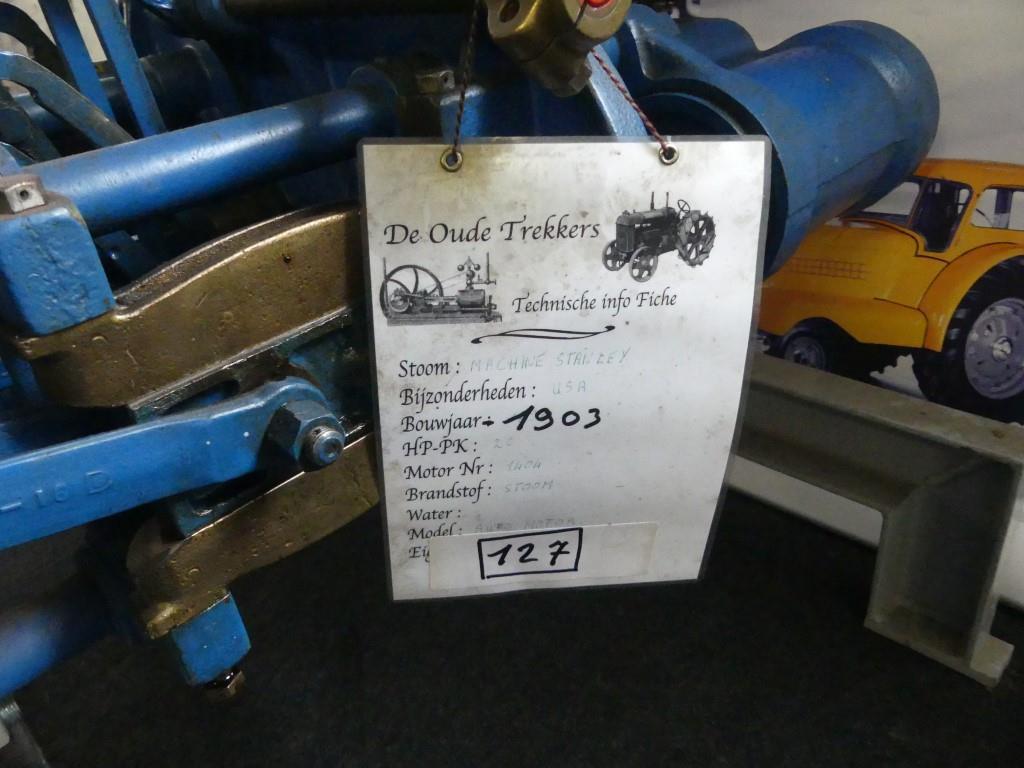 De Oude Trekkers
Technische info Fiche
Stoom : MACHINE STANLEY
Bijzonderheden : USA
Bouwjaar : 1903
HP-PK : 20
Motor Nr : 1404
Brandstof : STOOM
Water :
Model : AUTO MOTOR
127